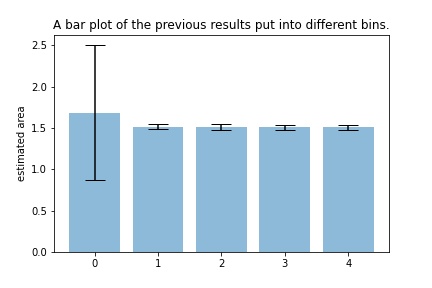 A bar plot of the previous results put into different bins.
2.5
2.0
1.5
1.0
0.5
0.0
estimated area
0 1 2 3 4